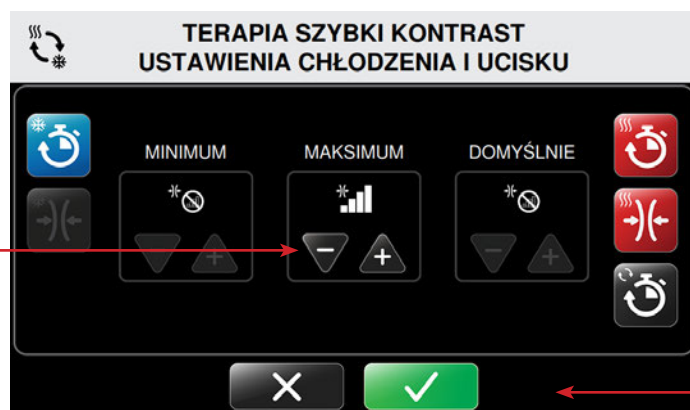 TERAPIA SZYBKI KONTRAST
USTAWIENIA CHŁODZENIA I UCISKU
MINIMUM MAKSIMUM DOMYŚLNIE